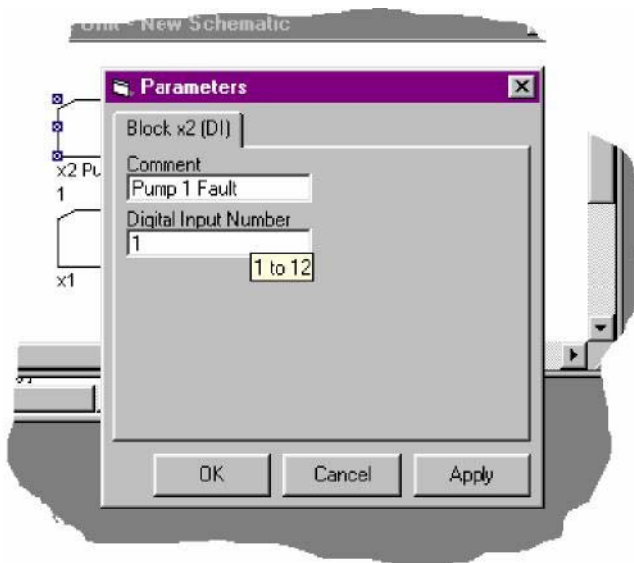 Unit - New Schematic
Parameters
Block x2 (DI)
x2 Pu
Comment
Pump 1 Fault
1
Digital Input Number
1
1 to 12
x1
OK
Cancel
Apply